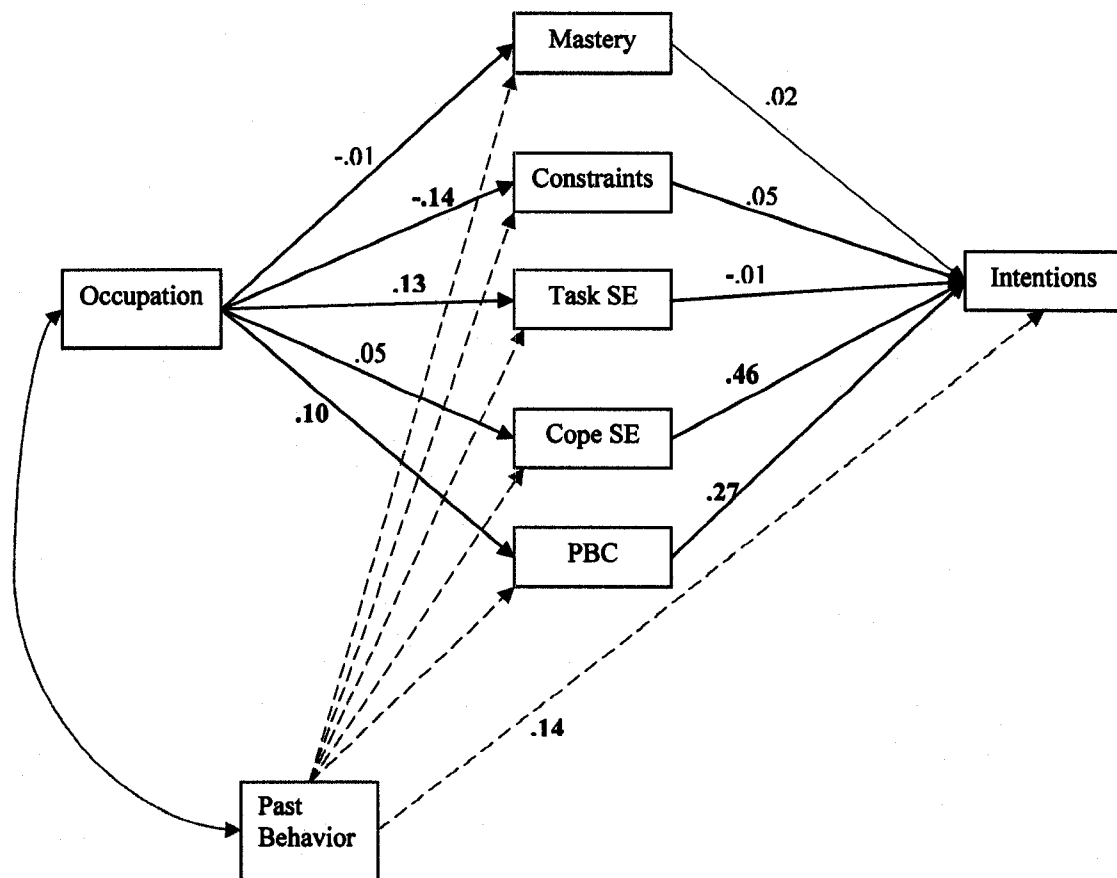 Mastery
.02
-.01
Constraints
-.14
.05
Occupation
.13
Task SE
-.01
Intentions
.05
.10
Cope SE
.46
.27
PBC
.14
Past
Behavior